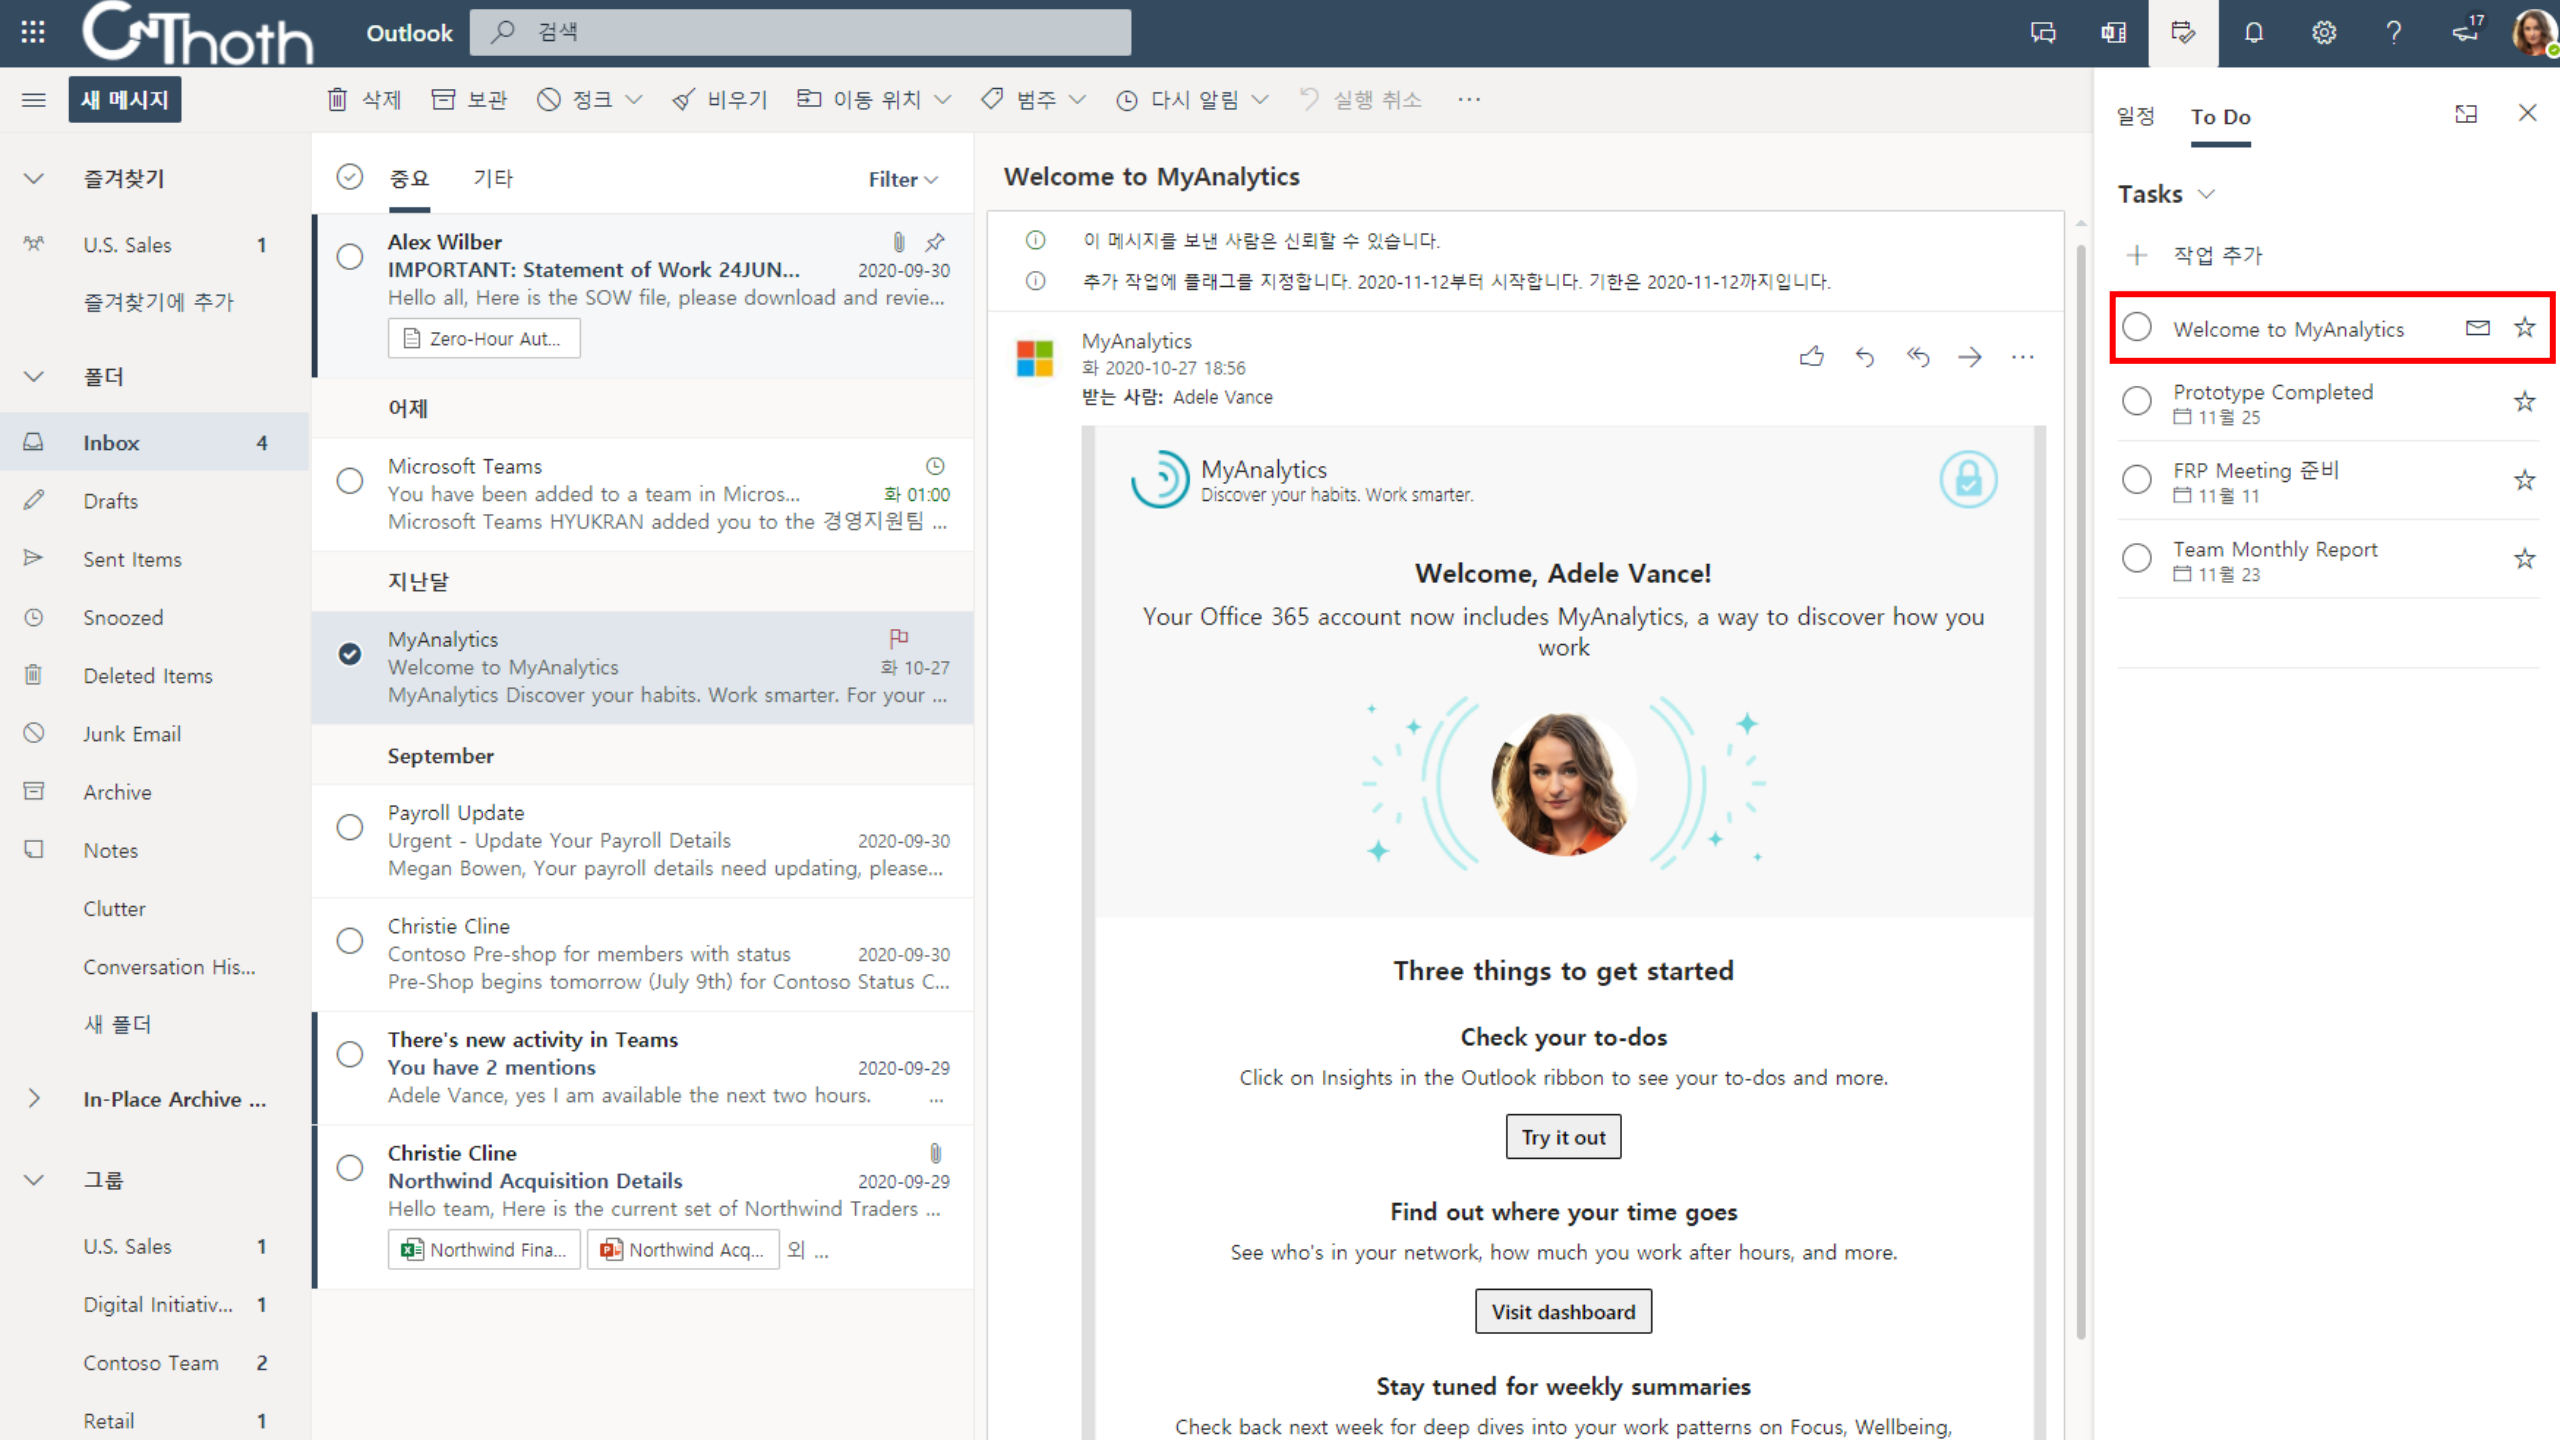 CNThoth
Outlook
검색
17
새 메시지
삭제
보관
정크
비우기
이동 위치
범주
다시 알림
실행 취소
즐겨찾기
U.S. Sales 1
즐겨찾기에 추가
폴더
Inbox 4
Drafts
Sent Items
Snoozed
Deleted Items
Junk Email
Archive
Notes
Clutter
Conversation His...
새 폴더
In-Place Archive ...
그룹
U.S. Sales 1
Digital Initiativ... 1
Contoso Team 2
Retail 1
중요 기타 Filter
Alex Wilber
IMPORTANT: Statement of Work 24JUN... 2020-09-30
Hello all, Here is the SOW file, please download and revie...
Zero-Hour Aut...
어제
Microsoft Teams
You have been added to a team in Micros... 화 01:00
Microsoft Teams HYUKRAN added you to the 경영지원팀 ...
지난달
MyAnalytics
Welcome to MyAnalytics 화 10-27
MyAnalytics Discover your habits. Work smarter. For your ...
September
Payroll Update
Urgent - Update Your Payroll Details 2020-09-30
Megan Bowen, Your payroll details need updating, please...
Christie Cline
Contoso Pre-shop for members with status 2020-09-30
Pre-Shop begins tomorrow (July 9th) for Contoso Status C...
There's new activity in Teams
You have 2 mentions 2020-09-29
Adele Vance, yes I am available the next two hours. ...
Christie Cline
Northwind Acquisition Details 2020-09-29
Hello team, Here is the current set of Northwind Traders ...
Northwind Fina... Northwind Acq... 외 ...
Welcome to MyAnalytics
이 메시지를 보낸 사람은 신뢰할 수 있습니다.
추가 작업에 플래그를 지정합니다. 2020-11-12부터 시작합니다. 기한은 2020-11-12까지입니다.
MyAnalytics
화 2020-10-27 18:56
받는 사람: Adele Vance
MyAnalytics
Discover your habits. Work smarter.
Welcome, Adele Vance!
Your Office 365 account now includes MyAnalytics, a way to discover how you
work
Three things to get started
Check your to-dos
Click on Insights in the Outlook ribbon to see your to-dos and more.
Try it out
Find out where your time goes
See who's in your network, how much you work after hours, and more.
Visit dashboard
Stay tuned for weekly summaries
Check back next week for deep dives into your work patterns on Focus, Wellbeing,
일정 To Do
Tasks
작업 추가
Welcome to MyAnalytics
Prototype Completed
11월 25
FRP Meeting 준비
11월 11
Team Monthly Report
11월 23